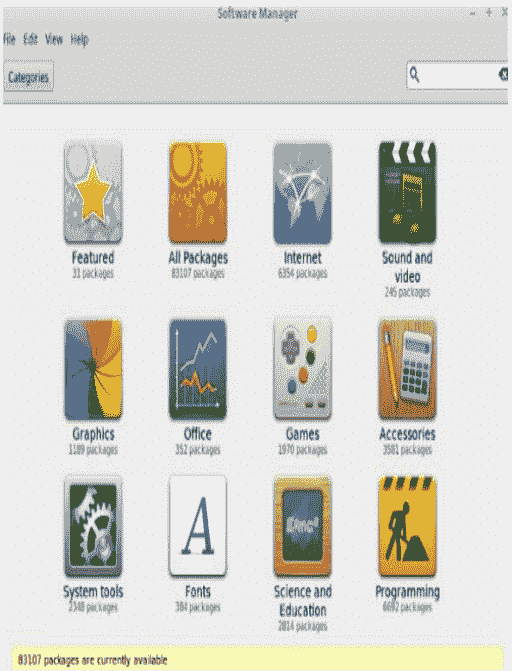 Software Manager
File Edit View Help
Categories
Featured
31 packages
All Packages
83107 packages
Internet
6354 packages
Sound and
video
246 packages
Graphics
1189 packages
Office
352 packages
Games
1970 packages
Accessories
3581 packages
System tools
2348 packages
Fonts
384 packages
Science and
Education
2814 packages
Programming
6692 packages
83107 packages are currently available